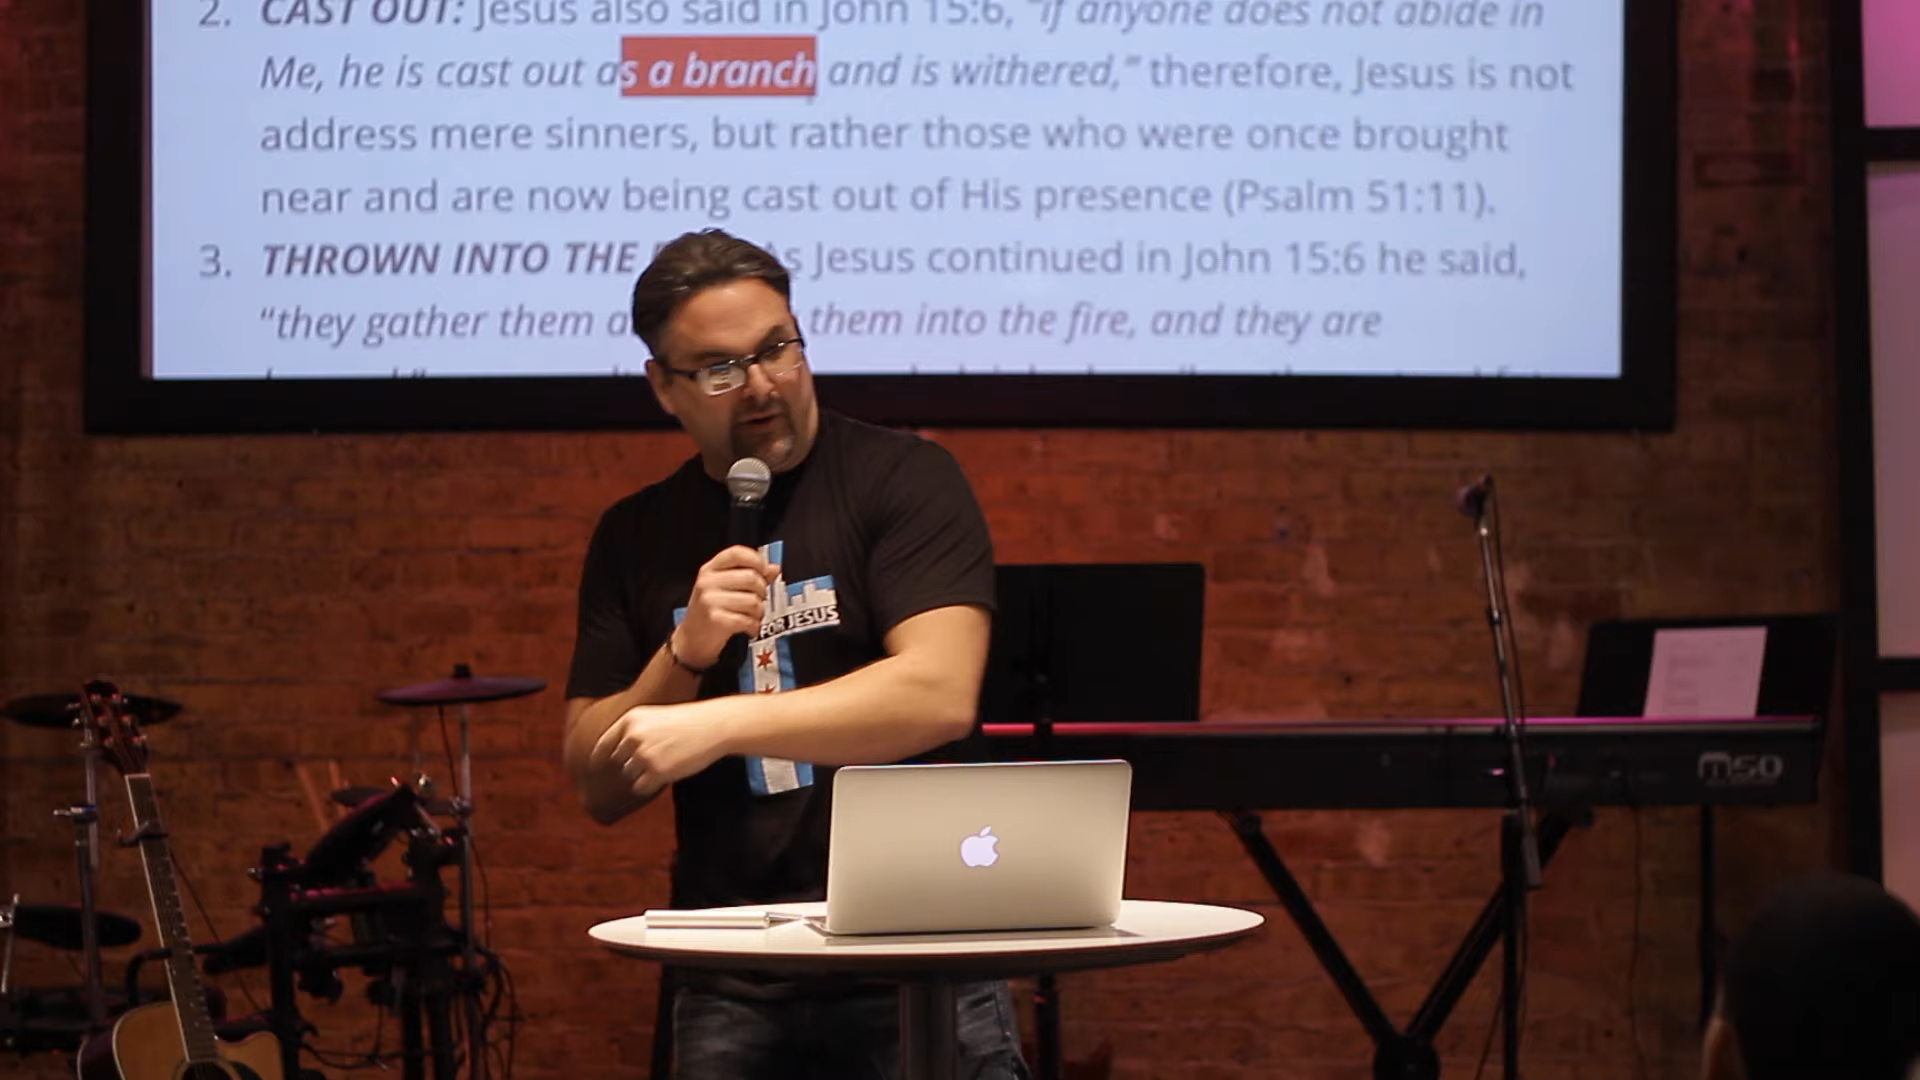 2. CAST OUT: Jesus also said in John 15:6, "if anyone does not abide in
Me, he is cast out as a branch and is withered," therefore, Jesus is not
address mere sinners, but rather those who were once brought
near and are now being cast out of His presence (Psalm 51:11).
3. THROWN INTO THE As Jesus continued in John 15:6 he said,
"they gather them them into the fire, and they are
FOR JESUS
M50